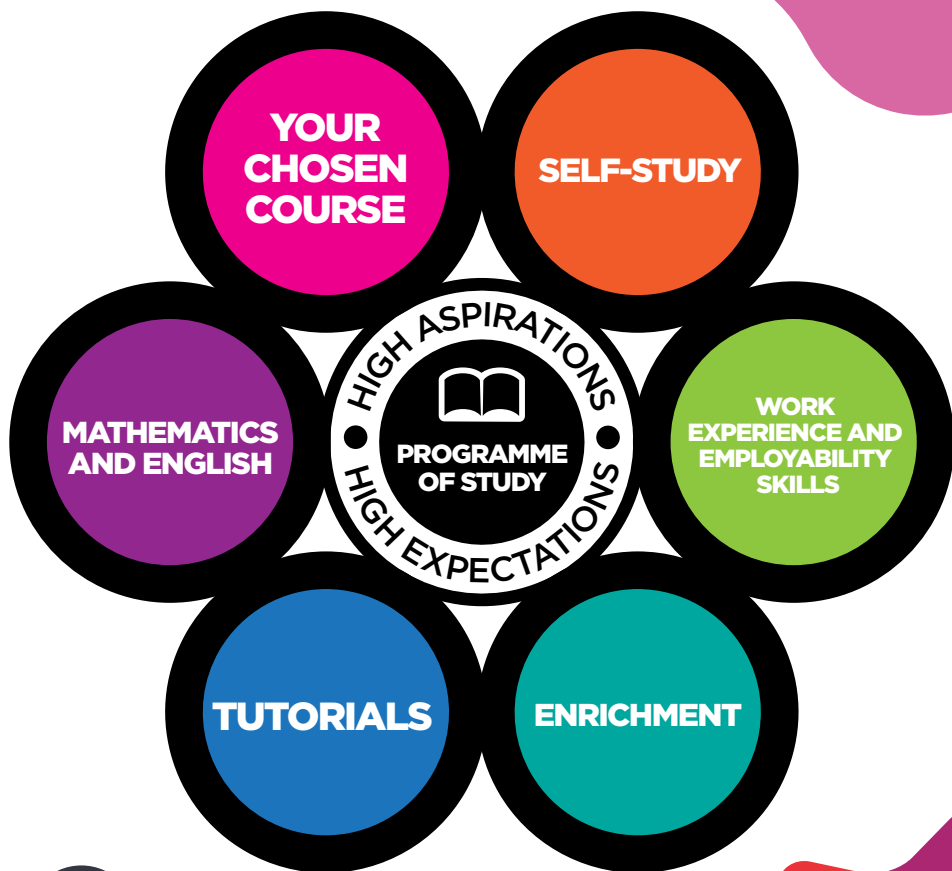 YOUR
CHOSEN
COURSE
SELF-STUDY
MATHEMATICS
AND ENGLISH
HIGH ASPIRATIONS
PROGRAMME
OF STUDY
HIGH EXPECTATIONS
WORK
EXPERIENCE AND
EMPLOYABILITY
SKILLS
TUTORIALS
ENRICHMENT